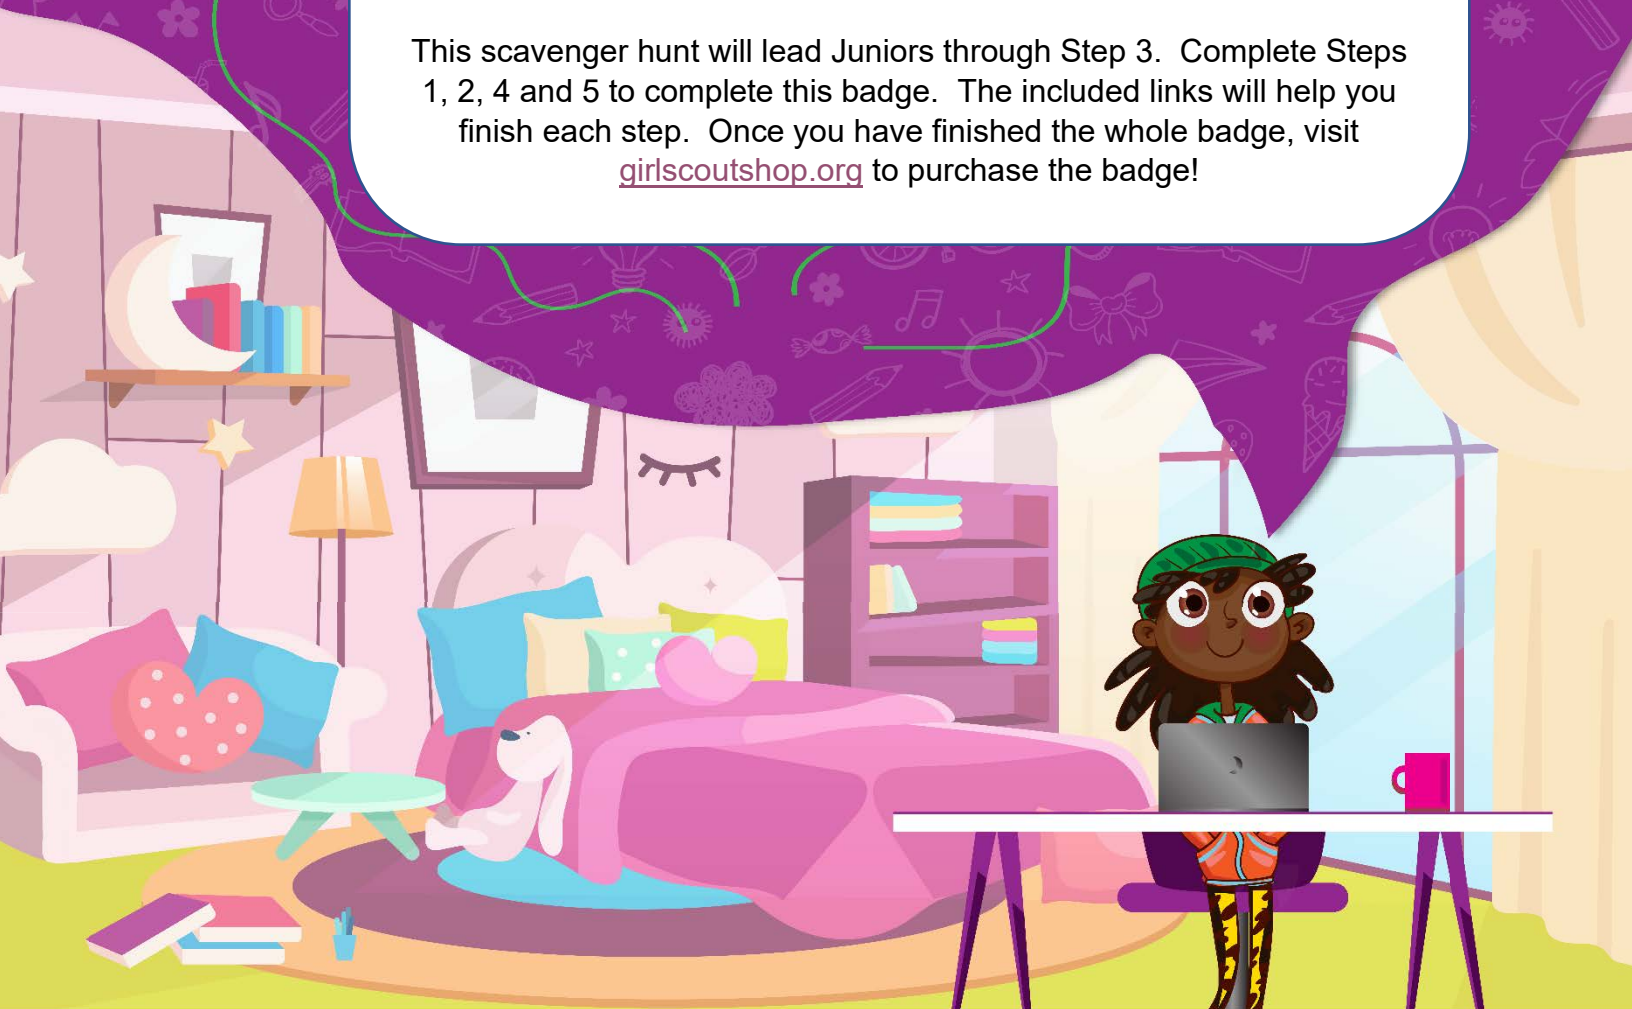 This scavenger hunt will lead Juniors through Step 3.  Complete Steps
1, 2, 4 and 5 to complete this badge.  The included links will help you
finish each step.  Once you have finished the whole badge, visit
girlscoutshop.org to purchase the badge!